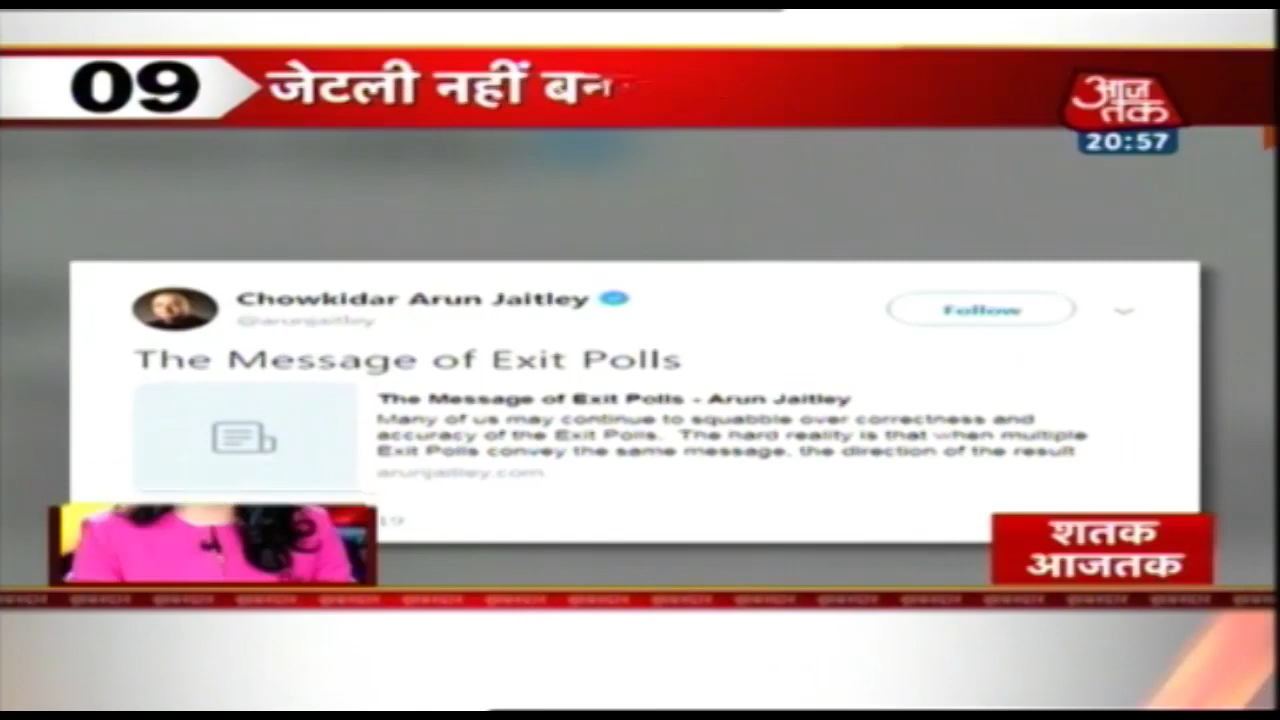 09
जेटली नहीं
आज
तक
20:57
Chowkidar Arun Jaitley
@arunjaitley
Follow
The Message of Exit Polls
The Message of Exit Polls - Arun Jaitley
Many of us may continue to squabble over correctness and
accuracy of the Exit Polls. The hard reality is that when multiple
Exit Polls convey the same message, the direction of the result
arunjaitley.com
19
शतक
आजतक